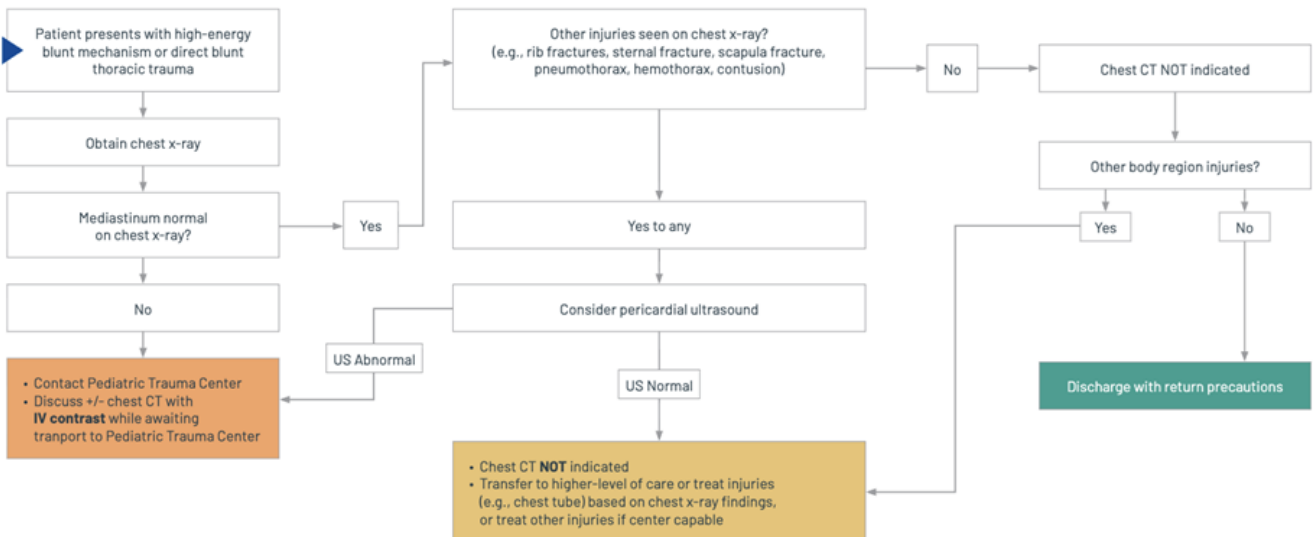 Patient presents with high-energy
blunt mechanism or direct blunt
thoracic trauma
Obtain chest x-ray
Mediastinum normal
on chest x-ray?
Yes
No
• Contact Pediatric Trauma Center
• Discuss +/- chest CT with
IV contrast while awaiting
tranport to Pediatric Trauma Center
Other injuries seen on chest x-ray?
(e.g., rib fractures, sternal fracture, scapula fracture,
pneumothorax, hemothorax, contusion)
Yes to any
Consider pericardial ultrasound
US Abnormal
US Normal
• Chest CT NOT indicated
• Transfer to higher-level of care or treat injuries
(e.g., chest tube) based on chest x-ray findings,
or treat other injuries if center capable
No
Chest CT NOT indicated
Other body region injuries?
Yes
No
Discharge with return precautions